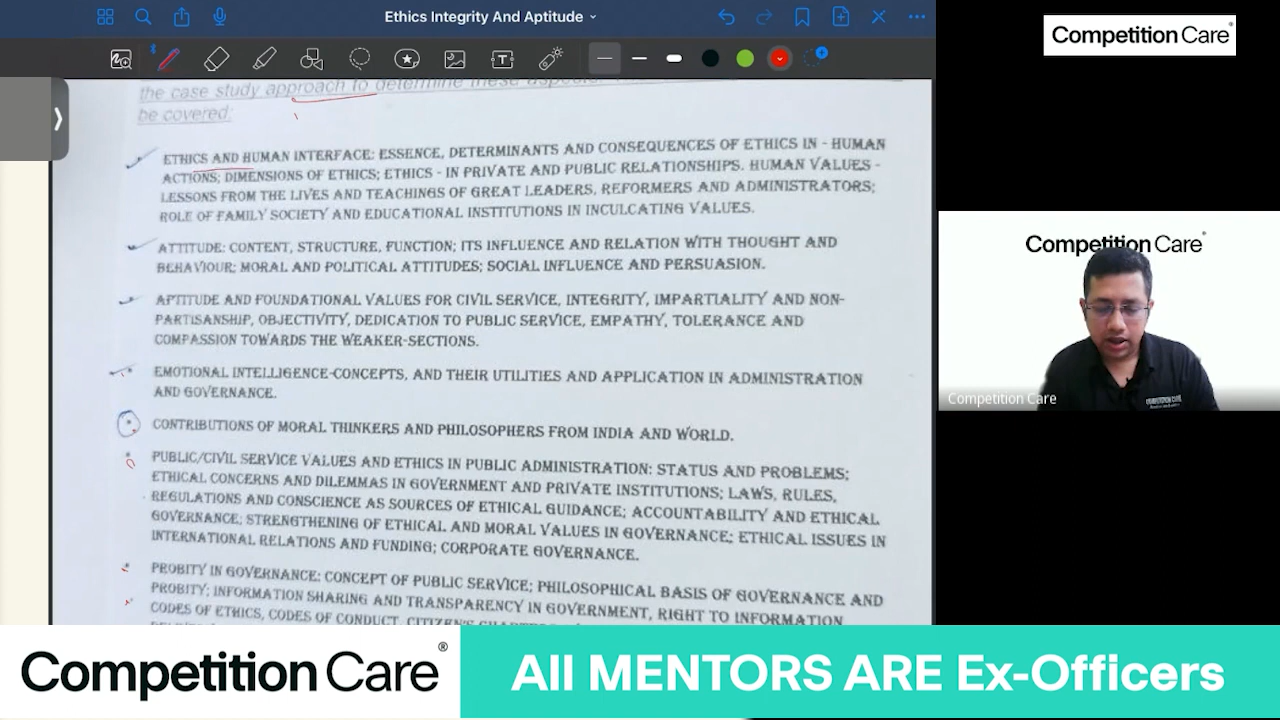 Ethics Integrity And Aptitude
Competition Care®
the case study approach to determine these
be covered:
ETHICS AND HUMAN INTERFACE: ESSENCE, DETERMINANTS AND CONSEQUENCES OF ETHICS IN - HUMAN
ACTIONS; DIMENSIONS OF ETHICS; ETHICS - IN PRIVATE AND PUBLIC RELATIONSHIPS. HUMAN VALUES -
LESSONS FROM THE LIVES AND TEACHINGS OF GREAT LEADERS, REFORMERS AND ADMINISTRATORS;
ROLE OF FAMILY SOCIETY AND EDUCATIONAL INSTITUTIONS IN INCULCATING VALUES.
ATTITUDE: CONTENT, STRUCTURE, FUNCTION; ITS INFLUENCE AND RELATION WITH THOUGHT AND
BEHAVIOUR; MORAL AND POLITICAL ATTITUDES; SOCIAL INFLUENCE AND PERSUASION.
APTITUDE AND FOUNDATIONAL VALUES FOR CIVIL SERVICE, INTEGRITY, IMPARTIALITY AND NON-
PARTISANSHIP, OBJECTIVITY, DEDICATION TO PUBLIC SERVICE, EMPATHY, TOLERANCE AND
COMPASSION TOWARDS THE WEAKER-SECTIONS.
EMOTIONAL INTELLIGENCE-CONCEPTS, AND THEIR UTILITIES AND APPLICATION IN ADMINISTRATION
AND GOVERNANCE.
CONTRIBUTIONS OF MORAL THINKERS AND PHILOSOPHERS FROM INDIA AND WORLD.
PUBLIC/CIVIL SERVICE VALUES AND ETHICS IN PUBLIC ADMINISTRATION: STATUS AND PROBLEMS;
ETHICAL CONCERNS AND DILEMMAS IN GOVERNMENT AND PRIVATE INSTITUTIONS; LAWS, RULES,
REGULATIONS AND CONSCIENCE AS SOURCES OF ETHICAL GUIDANCE; ACCOUNTABILITY AND ETHICAL
GOVERNANCE; STRENGTHENING OF ETHICAL AND MORAL VALUES IN GOVERNANCE; ETHICAL ISSUES IN
INTERNATIONAL RELATIONS AND FUNDING; CORPORATE GOVERNANCE.
PROBITY IN GOVERNANCE: CONCEPT OF PUBLIC SERVICE; PHILOSOPHICAL BASIS OF GOVERNANCE AND
PROBITY; INFORMATION SHARING AND TRANSPARENCY IN GOVERNMENT, RIGHT TO INFORMATION
CODES OF ETHICS, CODES OF CONDUCT, CITIZEN'S
Competition Care®
Competition Care
Competition Care®
All MENTORS ARE Ex-Officers